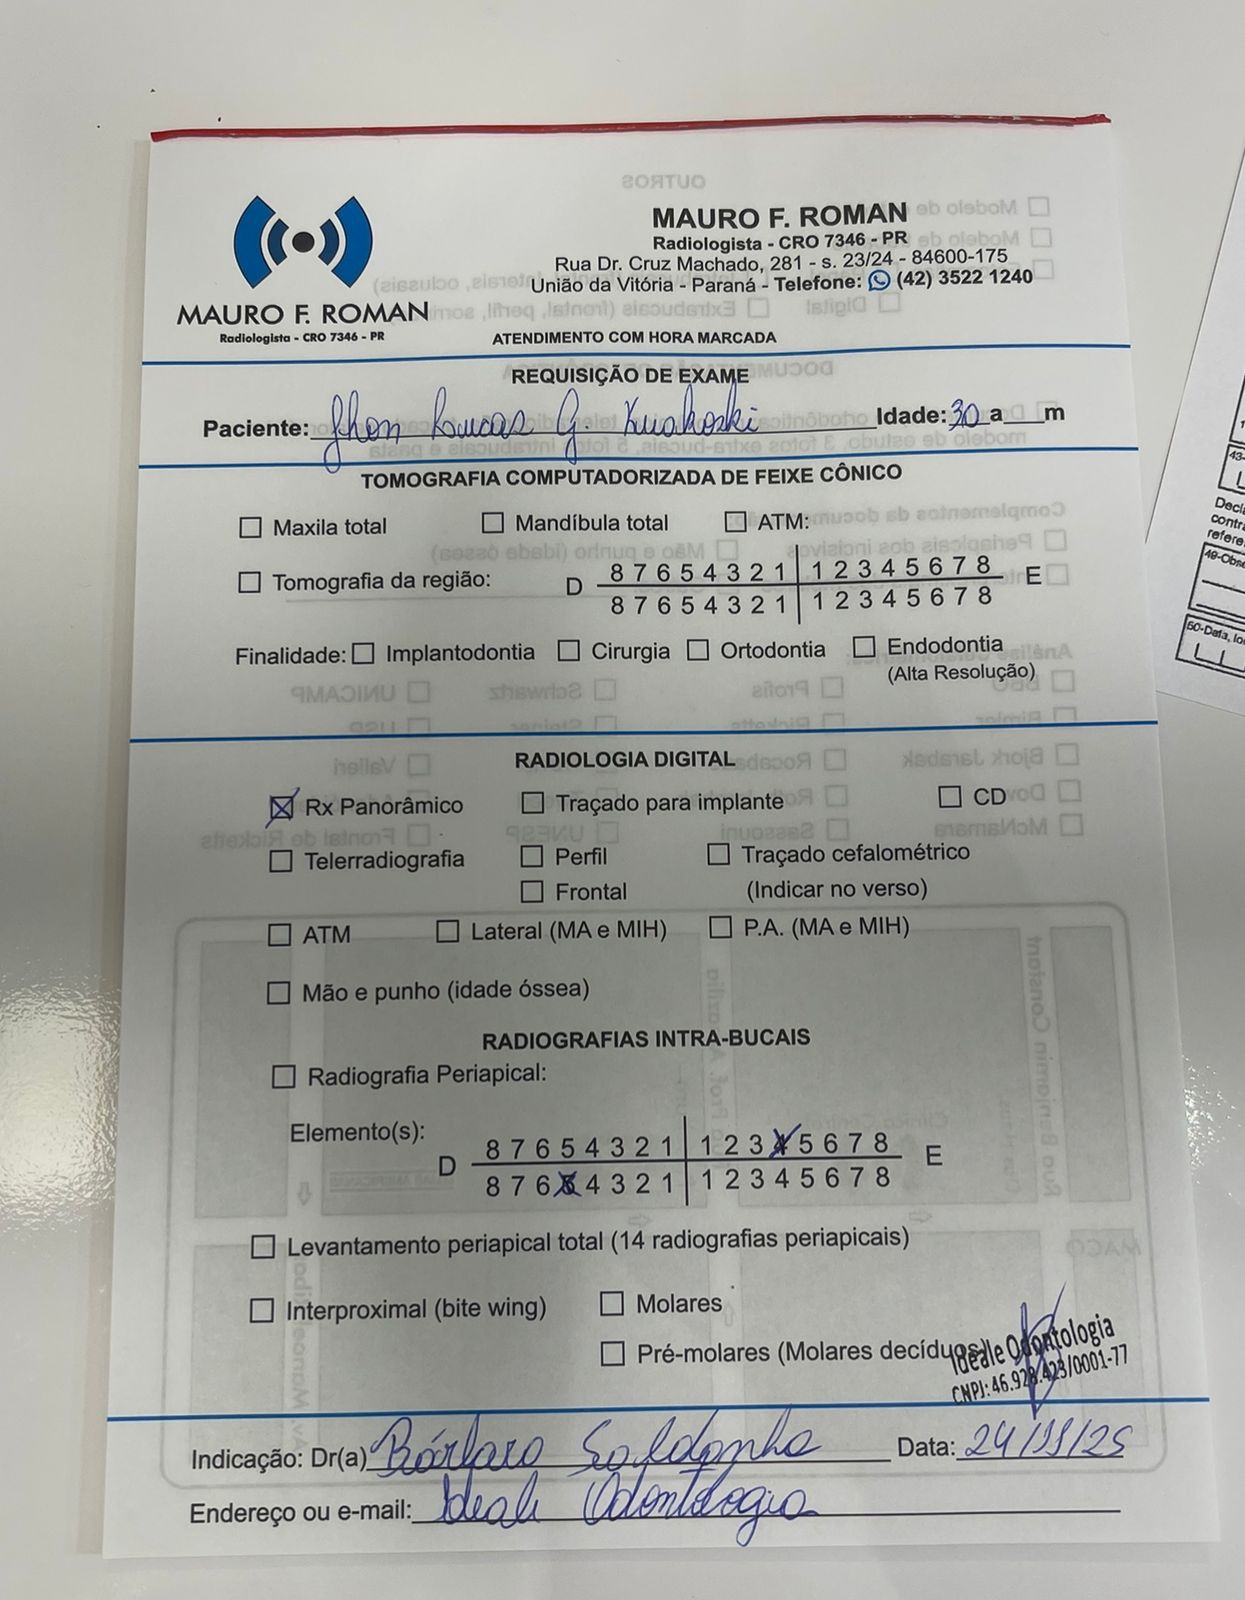 MAURO F. ROMAN
Radiologista - CRO 7346 - PR
MAURO F. ROMAN
Radiologista - CRO 7346 - PR
Rua Dr. Cruz Machado, 281 - s. 23/24 - 84600-175
União da Vitória - Paraná - Telefone: (42) 3522 1240
ATENDIMENTO COM HORA MARCADA
REQUISIÇÃO DE EXAME
Paciente: Jhon Lucas G. Idade: 30 a m
TOMOGRAFIA COMPUTADORIZADA DE FEIXE CÔNICO
Maxila total Mandíbula total ATM:
Tomografia da região: D 8 7 6 5 4 3 2 1 1 2 3 4 5 6 7 8 E
8 7 6 5 4 3 2 1 1 2 3 4 5 6 7 8
Finalidade: Implantodontia Cirurgia Ortodontia Endodontia
(Alta Resolução)
RADIOLOGIA DIGITAL
Rx Panorâmico Traçado para implante CD
Telerradiografia Perfil Traçado cefalométrico
Frontal (Indicar no verso)
ATM Lateral (MA e MIH) P.A. (MA e MIH)
Mão e punho (idade óssea)
RADIOGRAFIAS INTRA-BUCAIS
Radiografia Periapical:
Elemento(s): D 8 7 6 5 4 3 2 1 1 2 3 4 5 6 7 8 E
8 7 6 5 4 3 2 1 1 2 3 4 5 6 7 8
Levantamento periapical total (14 radiografias periapicais)
Interproximal (bite wing) Molares
Pré-molares (Molares decíduos)
Ideale Odontologia
CNPJ: 46.928.423/0001-77
Indicação: Dr(a) Bárbara Saldanha Data: 24/11/25
Endereço ou e-mail: Ideale Odontologia